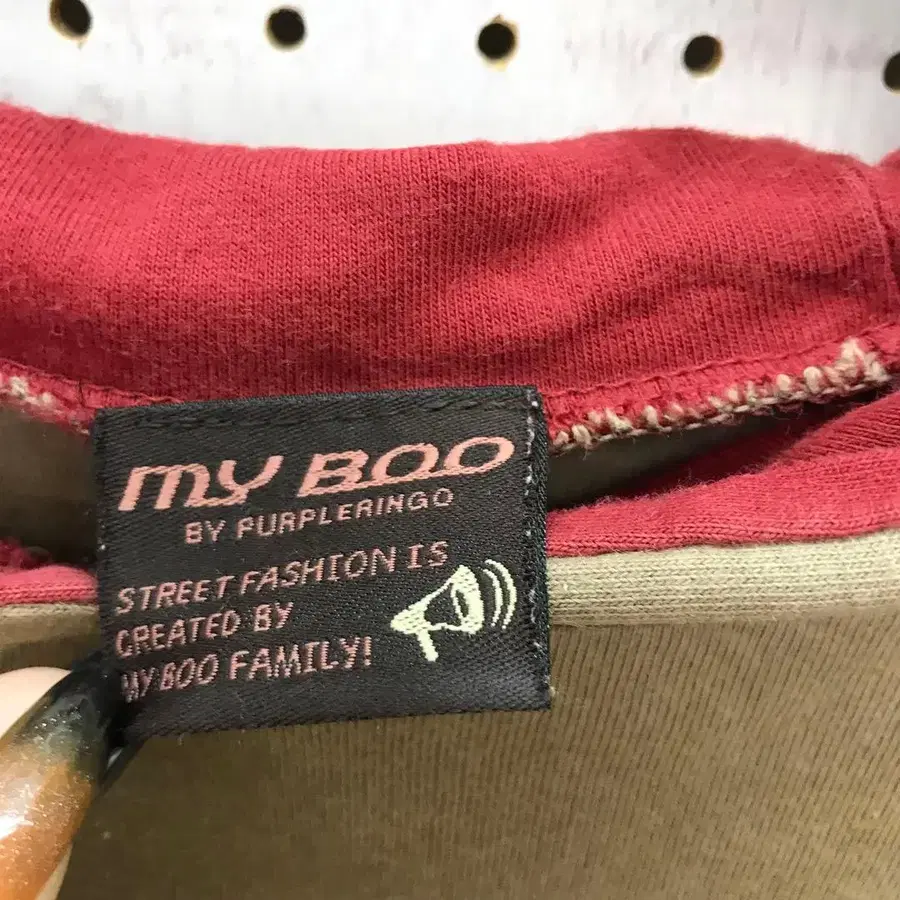 MY BOO
BY PURPLERINGO
STREET FASHION IS
CREATED BY
MY BOO FAMILY!